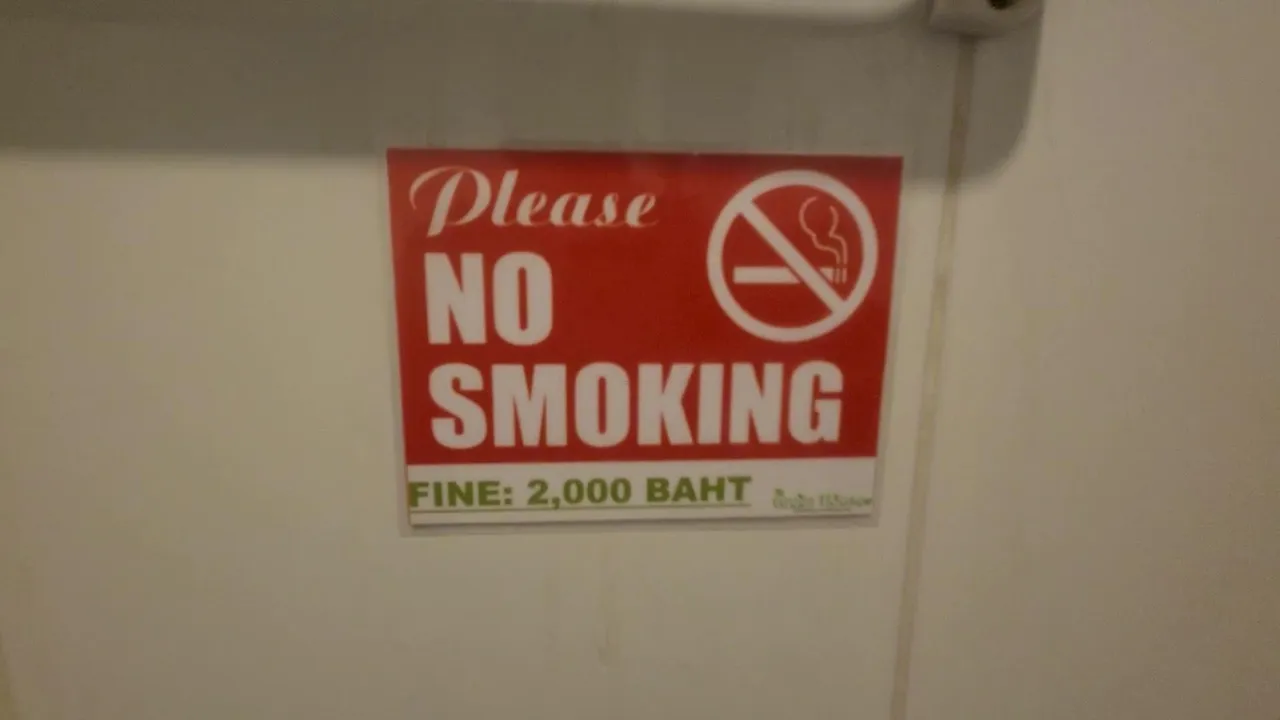 Please
NO
SMOKING
FINE: 2,000 BAHT